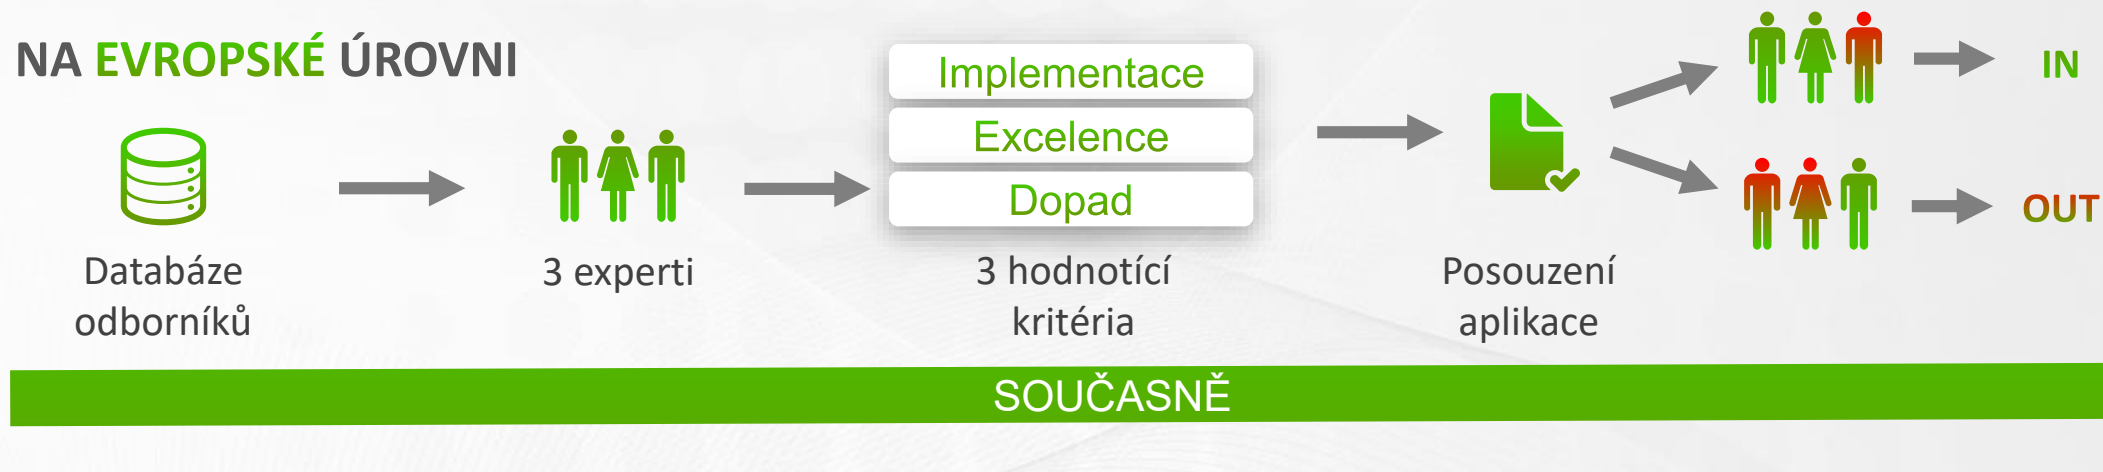 NA EVROPSKÉ ÚROVNI
Databáze
odborníků
3 experti
Implementace
Excelence
Dopad
3 hodnotící
kritéria
Posouzení
aplikace
IN
OUT
SOUČASNĚ